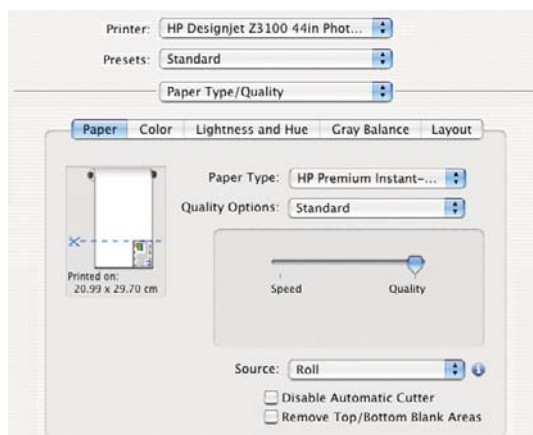 Printer: HP Designjet Z3100 44in Phot...
Presets: Standard
Paper Type/Quality
Paper Color Lightness and Hue Gray Balance Layout
Paper Type: HP Premium Instant-...
Quality Options: Standard
Printed on:
20.99 x 29.70 cm
Speed Quality
Source: Roll
Disable Automatic Cutter
Remove Top/Bottom Blank Areas